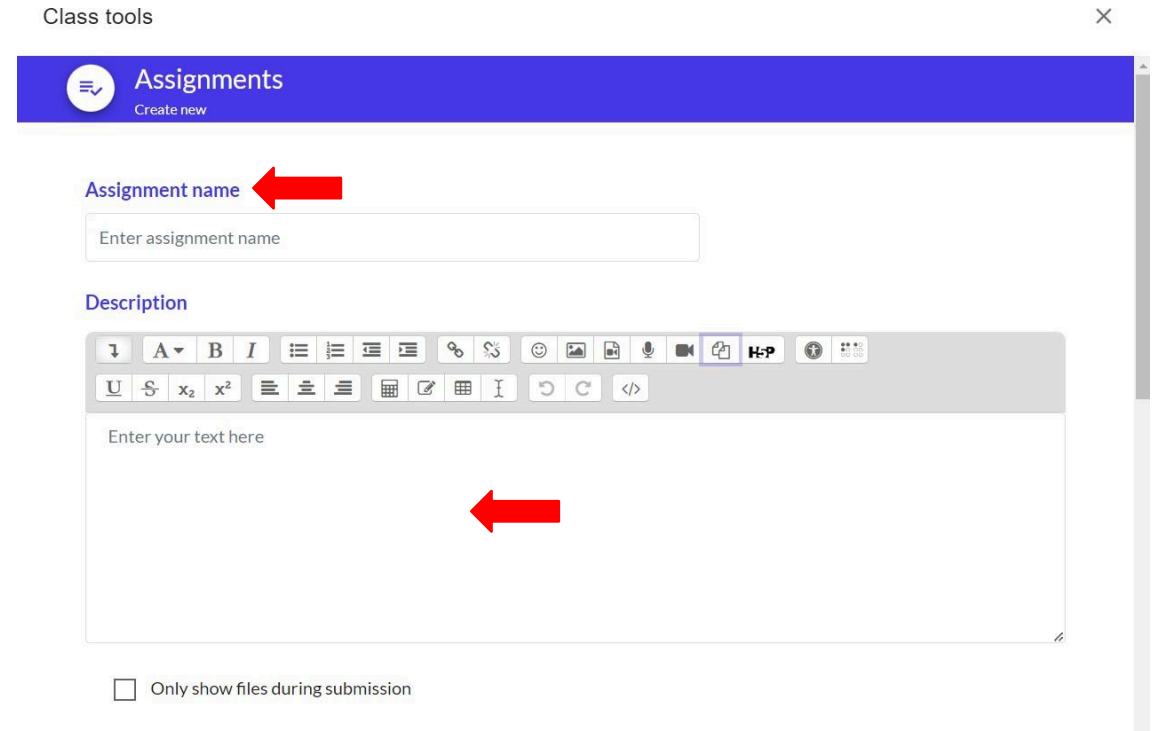 Class tools
Assignments
Create new
Assignment name
Enter assignment name
Description
A B I H-P
U S x₂ x² </>
Enter your text here
Only show files during submission